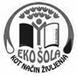 EKO ŠOLA
KOT NAČIN ŽIVLJENJA